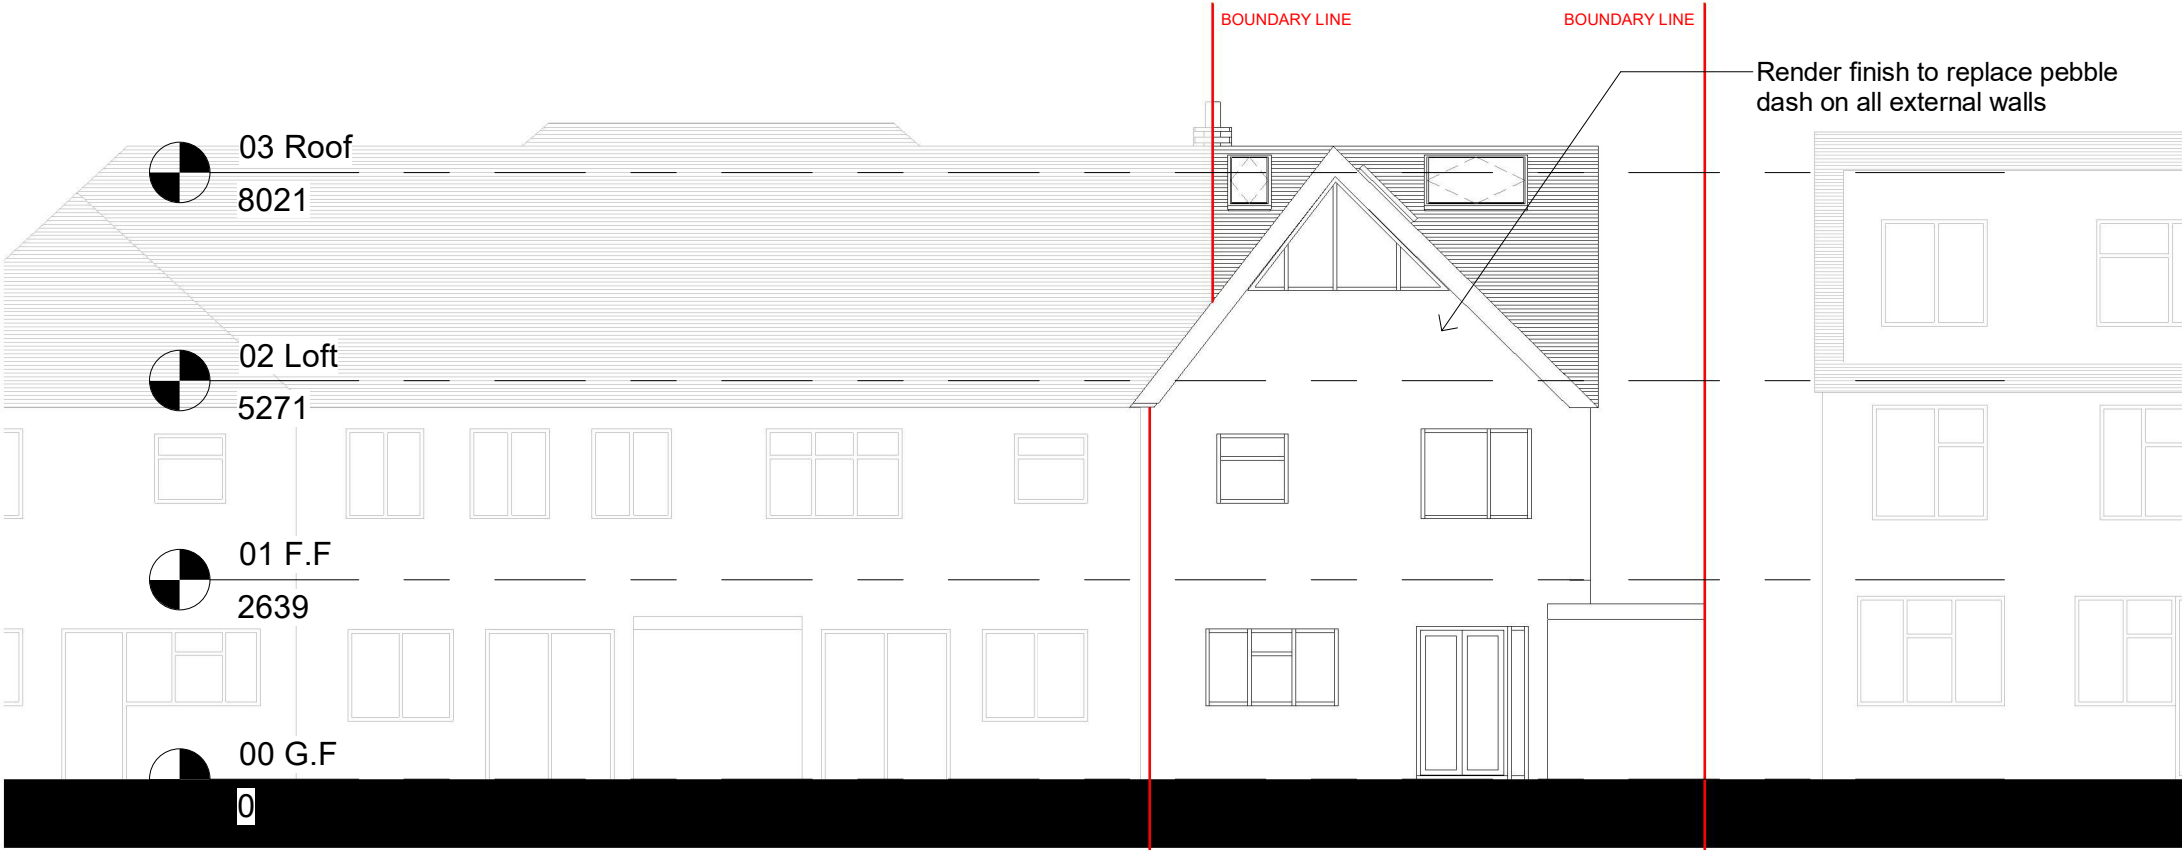 BOUNDARY LINE
BOUNDARY LINE
Render finish to replace pebble
dash on all external walls
03 Roof
8021
02 Loft
5271
01 F.F
2639
00 G.F
0